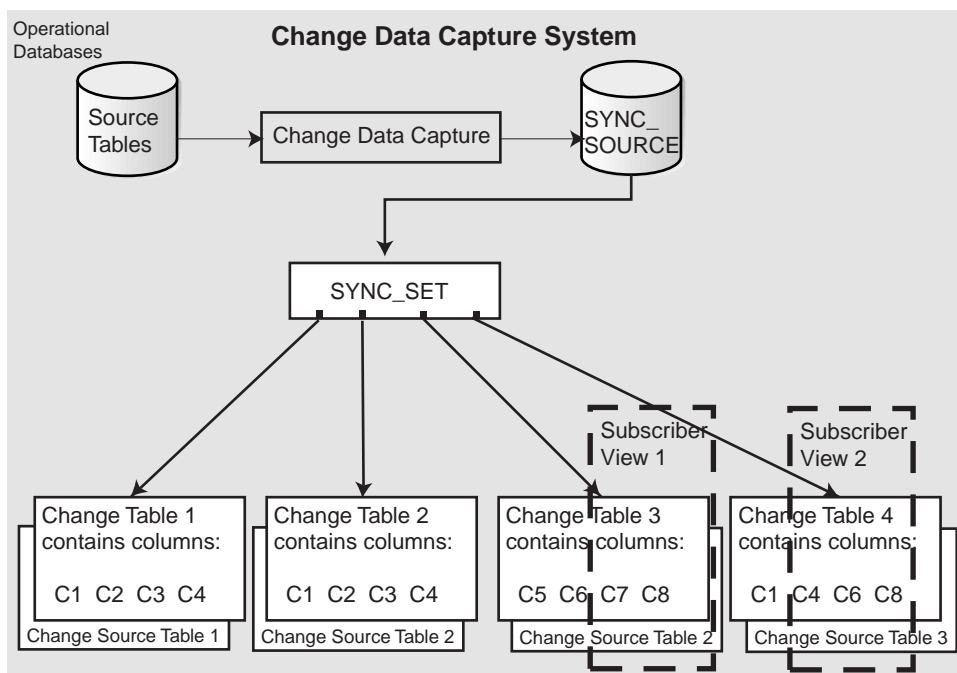 Operational
Databases
Change Data Capture System
Source
Tables
Change Data Capture
SYNC_
SOURCE
SYNC_SET
Subscriber
View 1
Subscriber
View 2
Change Table 1
contains columns:
C1 C2 C3 C4
Change Source Table 1
Change Table 2
contains columns:
C1 C2 C3 C4
Change Source Table 2
Change Table 3
contains columns:
C5 C6 C7 C8
Change Source Table 2
Change Table 4
contains columns:
C1 C4 C6 C8
Change Source Table 3